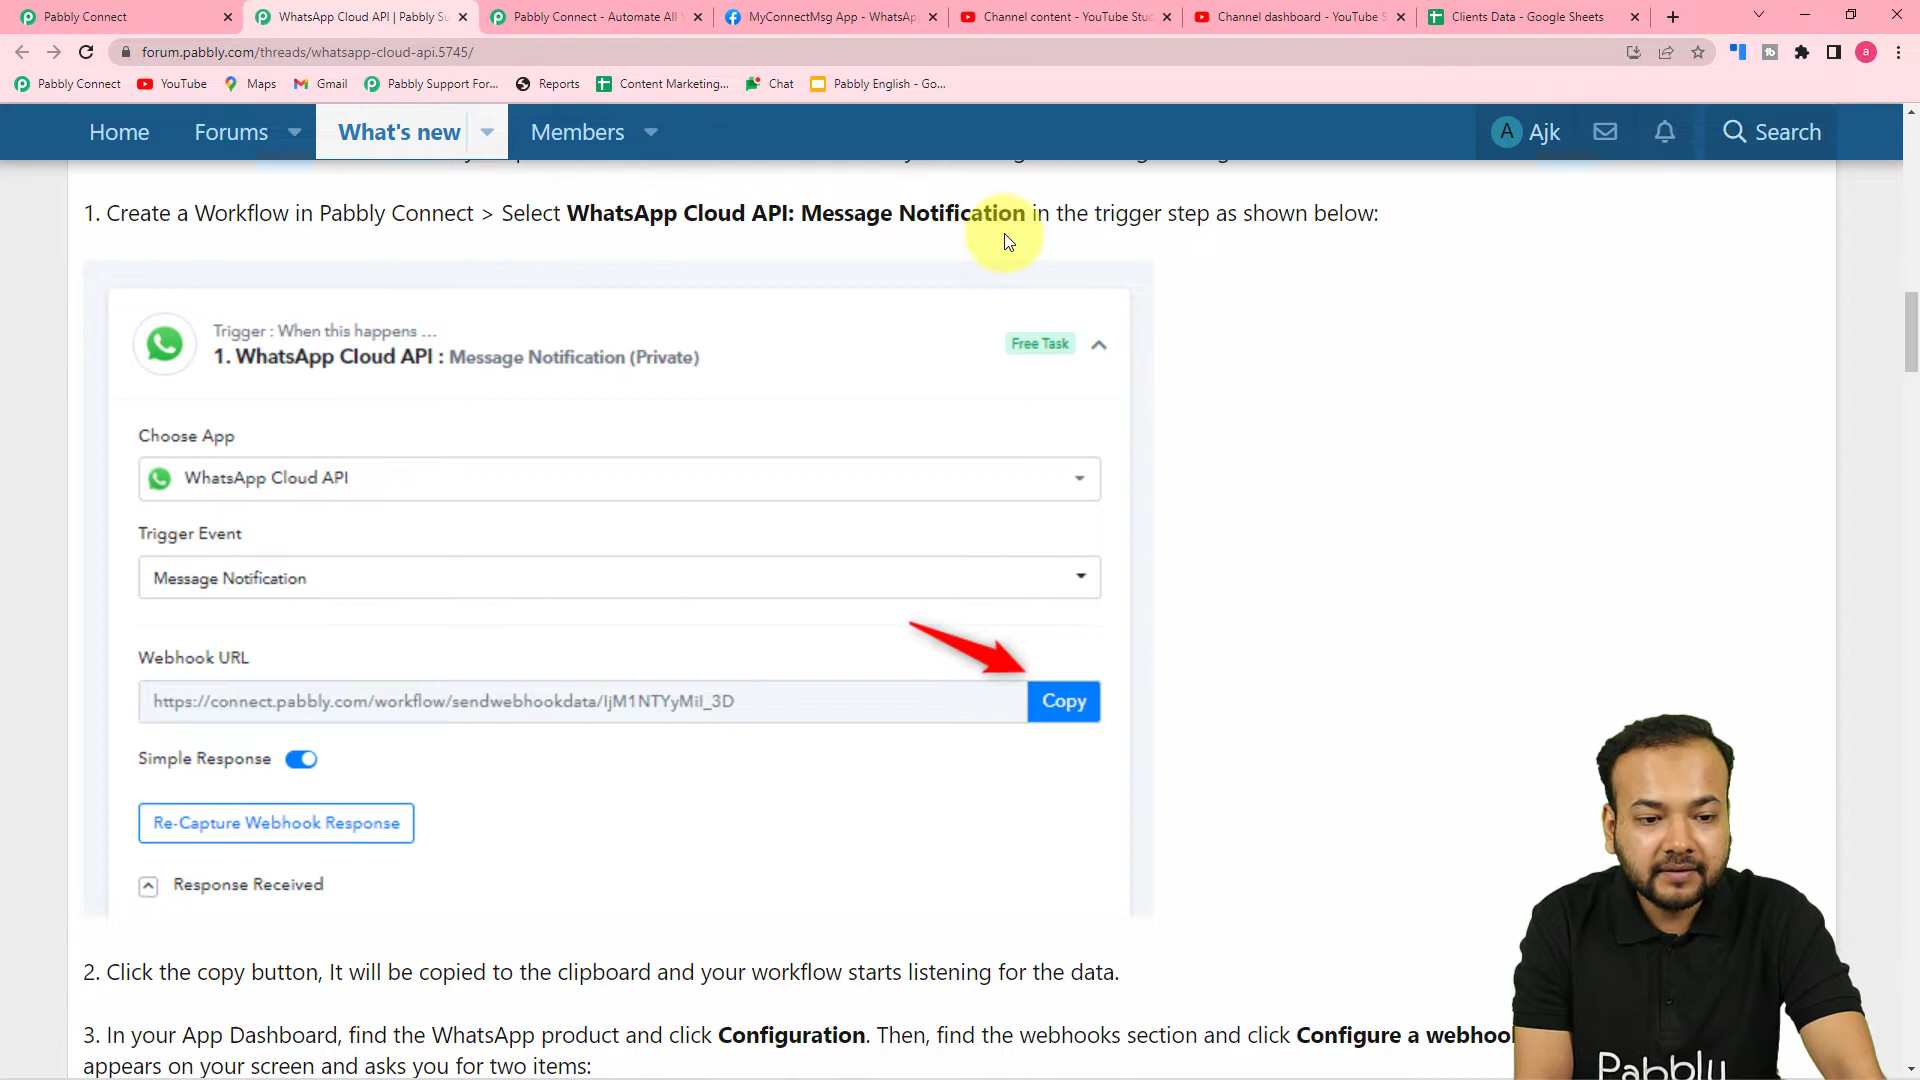 Pabbly Connect
WhatsApp Cloud API | Pabbly Su
Pabbly Connect - Automate All
MyConnectMsg App - WhatsAp
Channel content - YouTube Stu
Channel dashboard - YouTube S
Clients Data - Google Sheets
forum.pabbly.com/threads/whatsapp-cloud-api.5745/
a
Pabbly Connect
YouTube
Maps
Gmail
Pabbly Support For...
Reports
Content Marketing...
Chat
Pabbly English - Go...
Home
Forums
What's new
Members
A Ajk
Search
1. Create a Workflow in Pabbly Connect > Select WhatsApp Cloud API: Message Notification in the trigger step as shown below:
Trigger : When this happens ...
1. WhatsApp Cloud API : Message Notification (Private)
Free Task
Choose App
WhatsApp Cloud API
Trigger Event
Message Notification
Webhook URL
https://connect.pabbly.com/workflow/sendwebhookdata/IjM1NTYyMiI_3D
Copy
Simple Response
Re-Capture Webhook Response
Response Received
2. Click the copy button, It will be copied to the clipboard and your workflow starts listening for the data.
3. In your App Dashboard, find the WhatsApp product and click Configuration. Then, find the webhooks section and click Configure a webhoo
appears on your screen and asks you for two items:
Pabbly